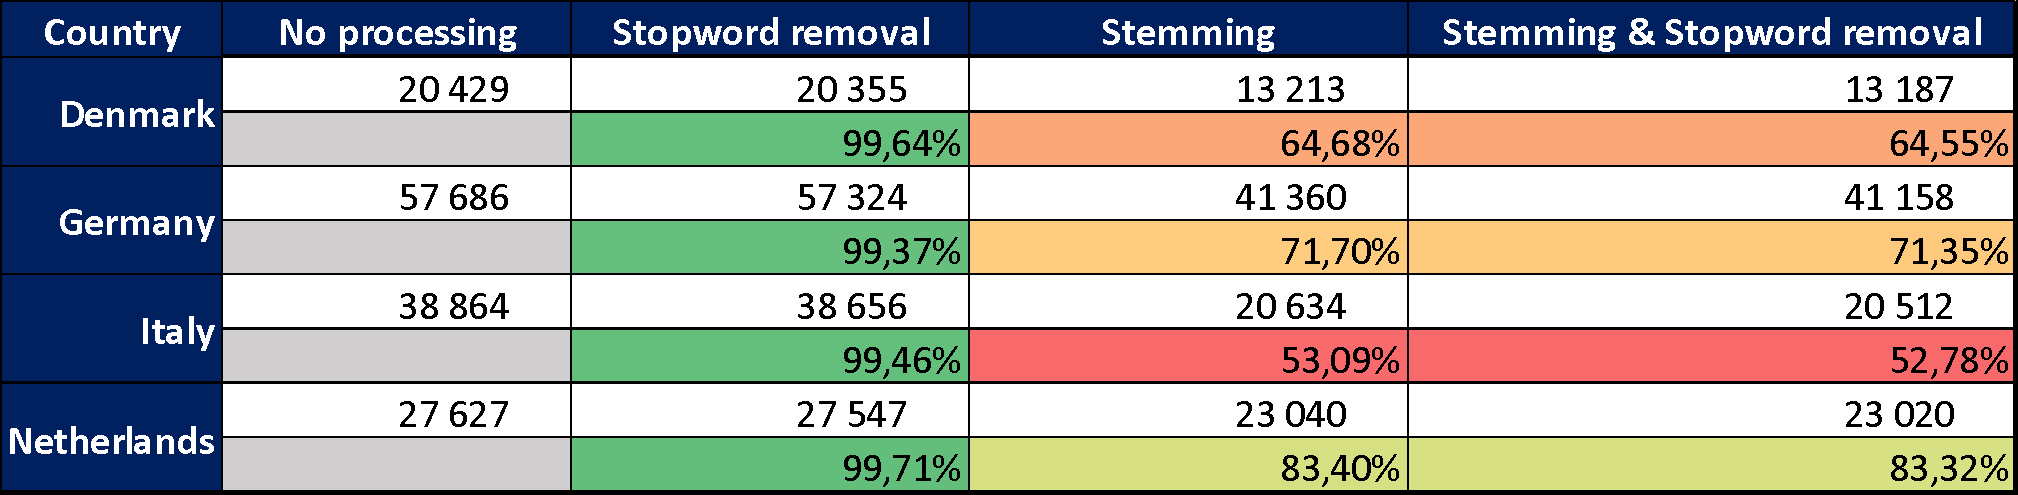 Country No processing Stopword removal Stemming Stemming & Stopword removal
Denmark 20 429 20 355 13 213 13 187
99,64% 64,68% 64,55%
Germany 57 686 57 324 41 360 41 158
99,37% 71,70% 71,35%
Italy 38 864 38 656 20 634 20 512
99,46% 53,09% 52,78%
Netherlands 27 627 27 547 23 040 23 020
99,71% 83,40% 83,32%